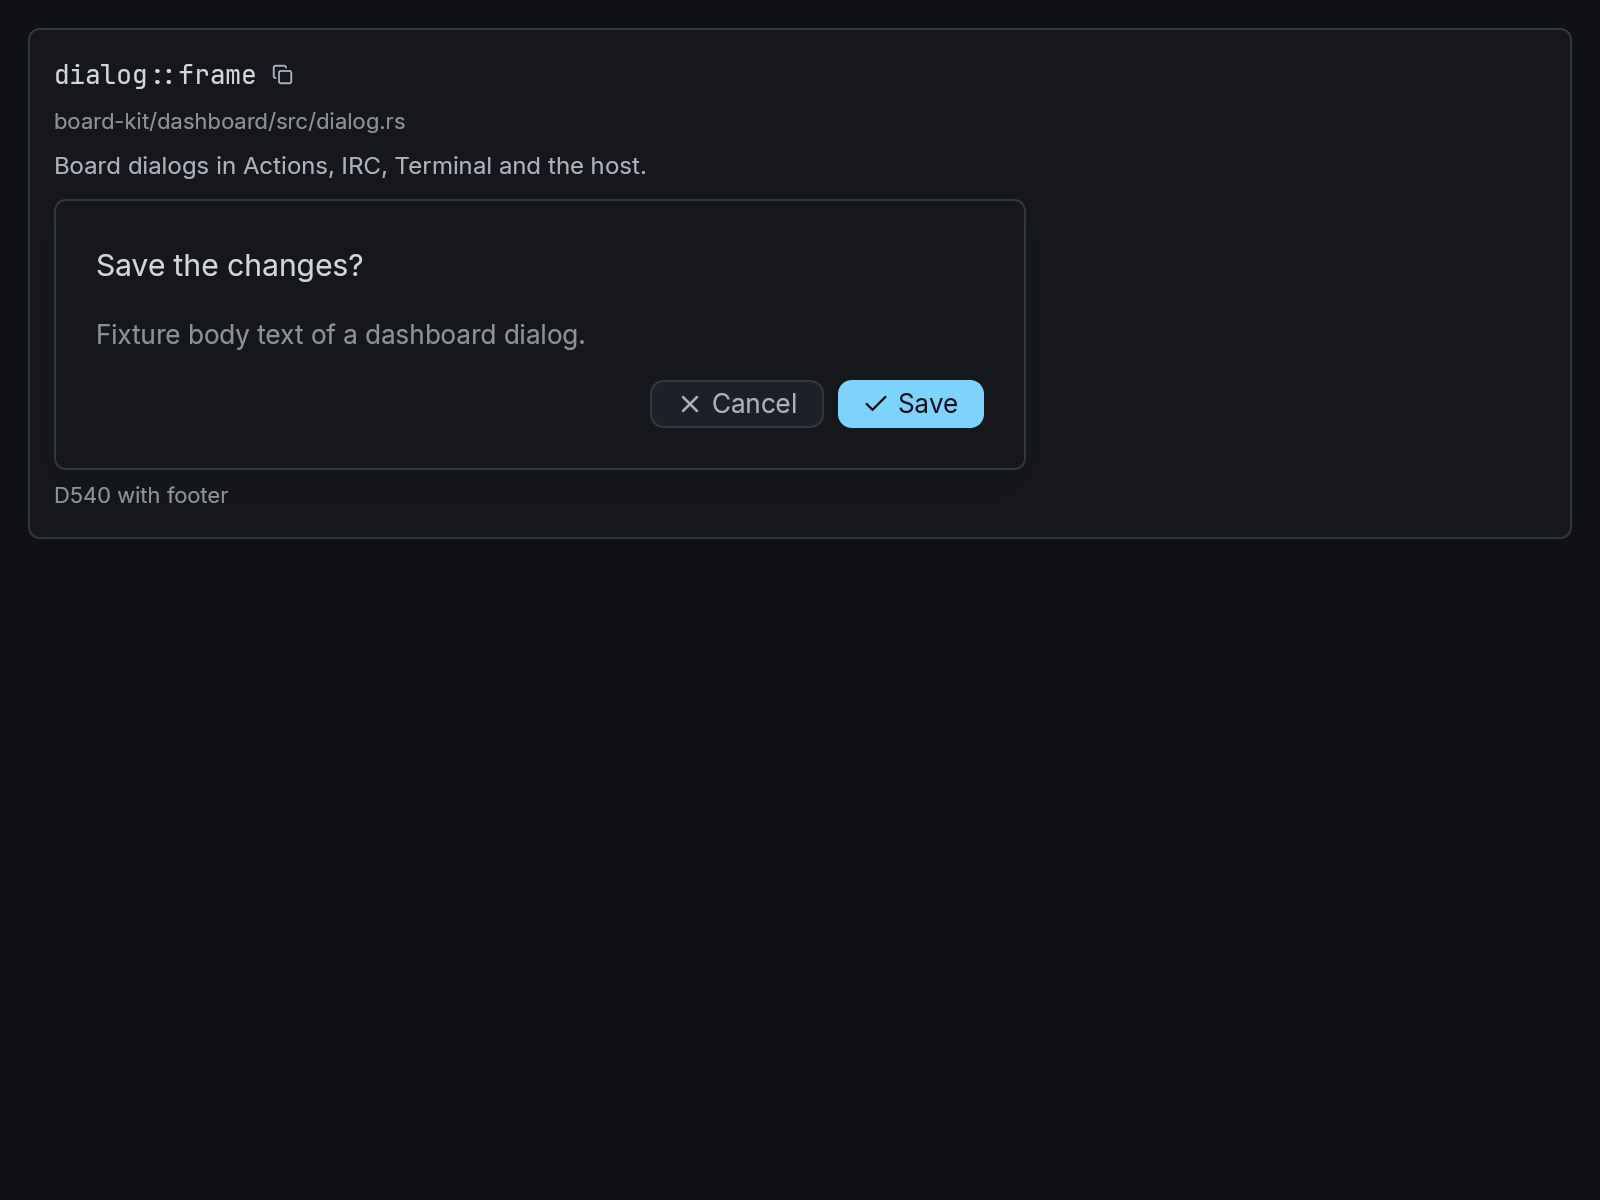 dialog::frame
board-kit/dashboard/src/dialog.rs
Board dialogs in Actions, IRC, Terminal and the host.
Save the changes?
Fixture body text of a dashboard dialog.
Cancel
Save
D540 with footer